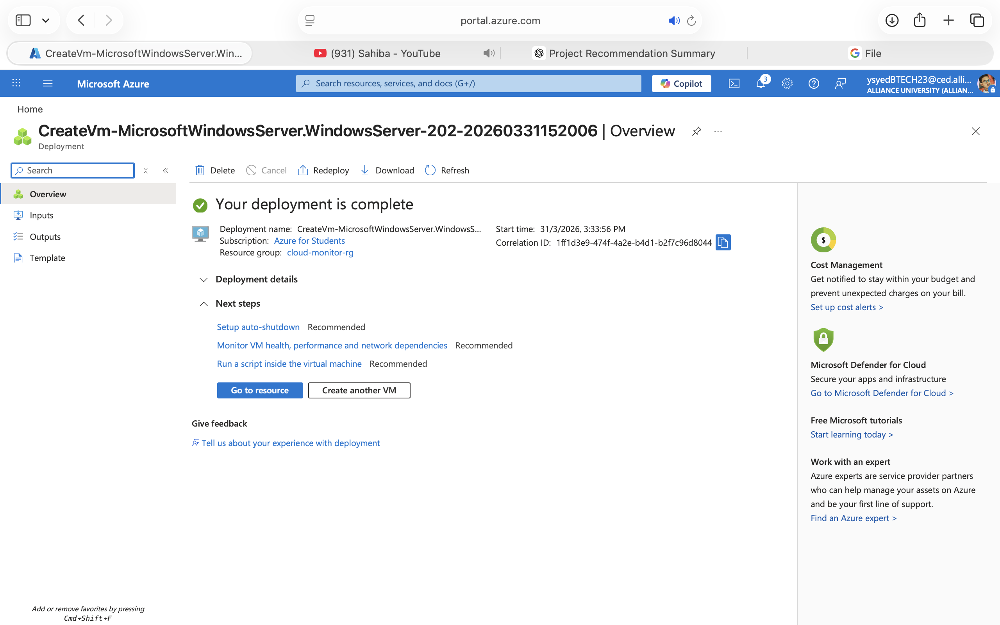 portal.azure.com
CreateVm-MicrosoftWindowsServer.Win...
(931) Sahiba - YouTube
Project Recommendation Summary
File
Microsoft Azure
Search resources, services, and docs (G+/)
Copilot
3
ysyedBTECH23@ced.alli...
ALLIANCE UNIVERSITY (ALLIAN...
Home
CreateVm-MicrosoftWindowsServer.WindowsServer-202-20260331152006 | Overview
Deployment
Search
Overview
Inputs
Outputs
Template
Delete
Cancel
Redeploy
Download
Refresh
Your deployment is complete
Deployment name: CreateVm-MicrosoftWindowsServer.WindowsS...
Subscription: Azure for Students
Resource group: cloud-monitor-rg
Start time: 31/3/2026, 3:33:56 PM
Correlation ID: 1ff1d3e9-474f-4a2e-b4d1-b2f7c96d8044
Deployment details
Next steps
Setup auto-shutdown Recommended
Monitor VM health, performance and network dependencies Recommended
Run a script inside the virtual machine Recommended
Go to resource
Create another VM
Give feedback
Tell us about your experience with deployment
$
Cost Management
Get notified to stay within your budget and
prevent unexpected charges on your bill.
Set up cost alerts >
Microsoft Defender for Cloud
Secure your apps and infrastructure
Go to Microsoft Defender for Cloud >
Free Microsoft tutorials
Start learning today >
Work with an expert
Azure experts are service provider partners
who can help manage your assets on Azure
and be your first line of support.
Find an Azure expert >
Add or remove favorites by pressing
Cmd+Shift+F